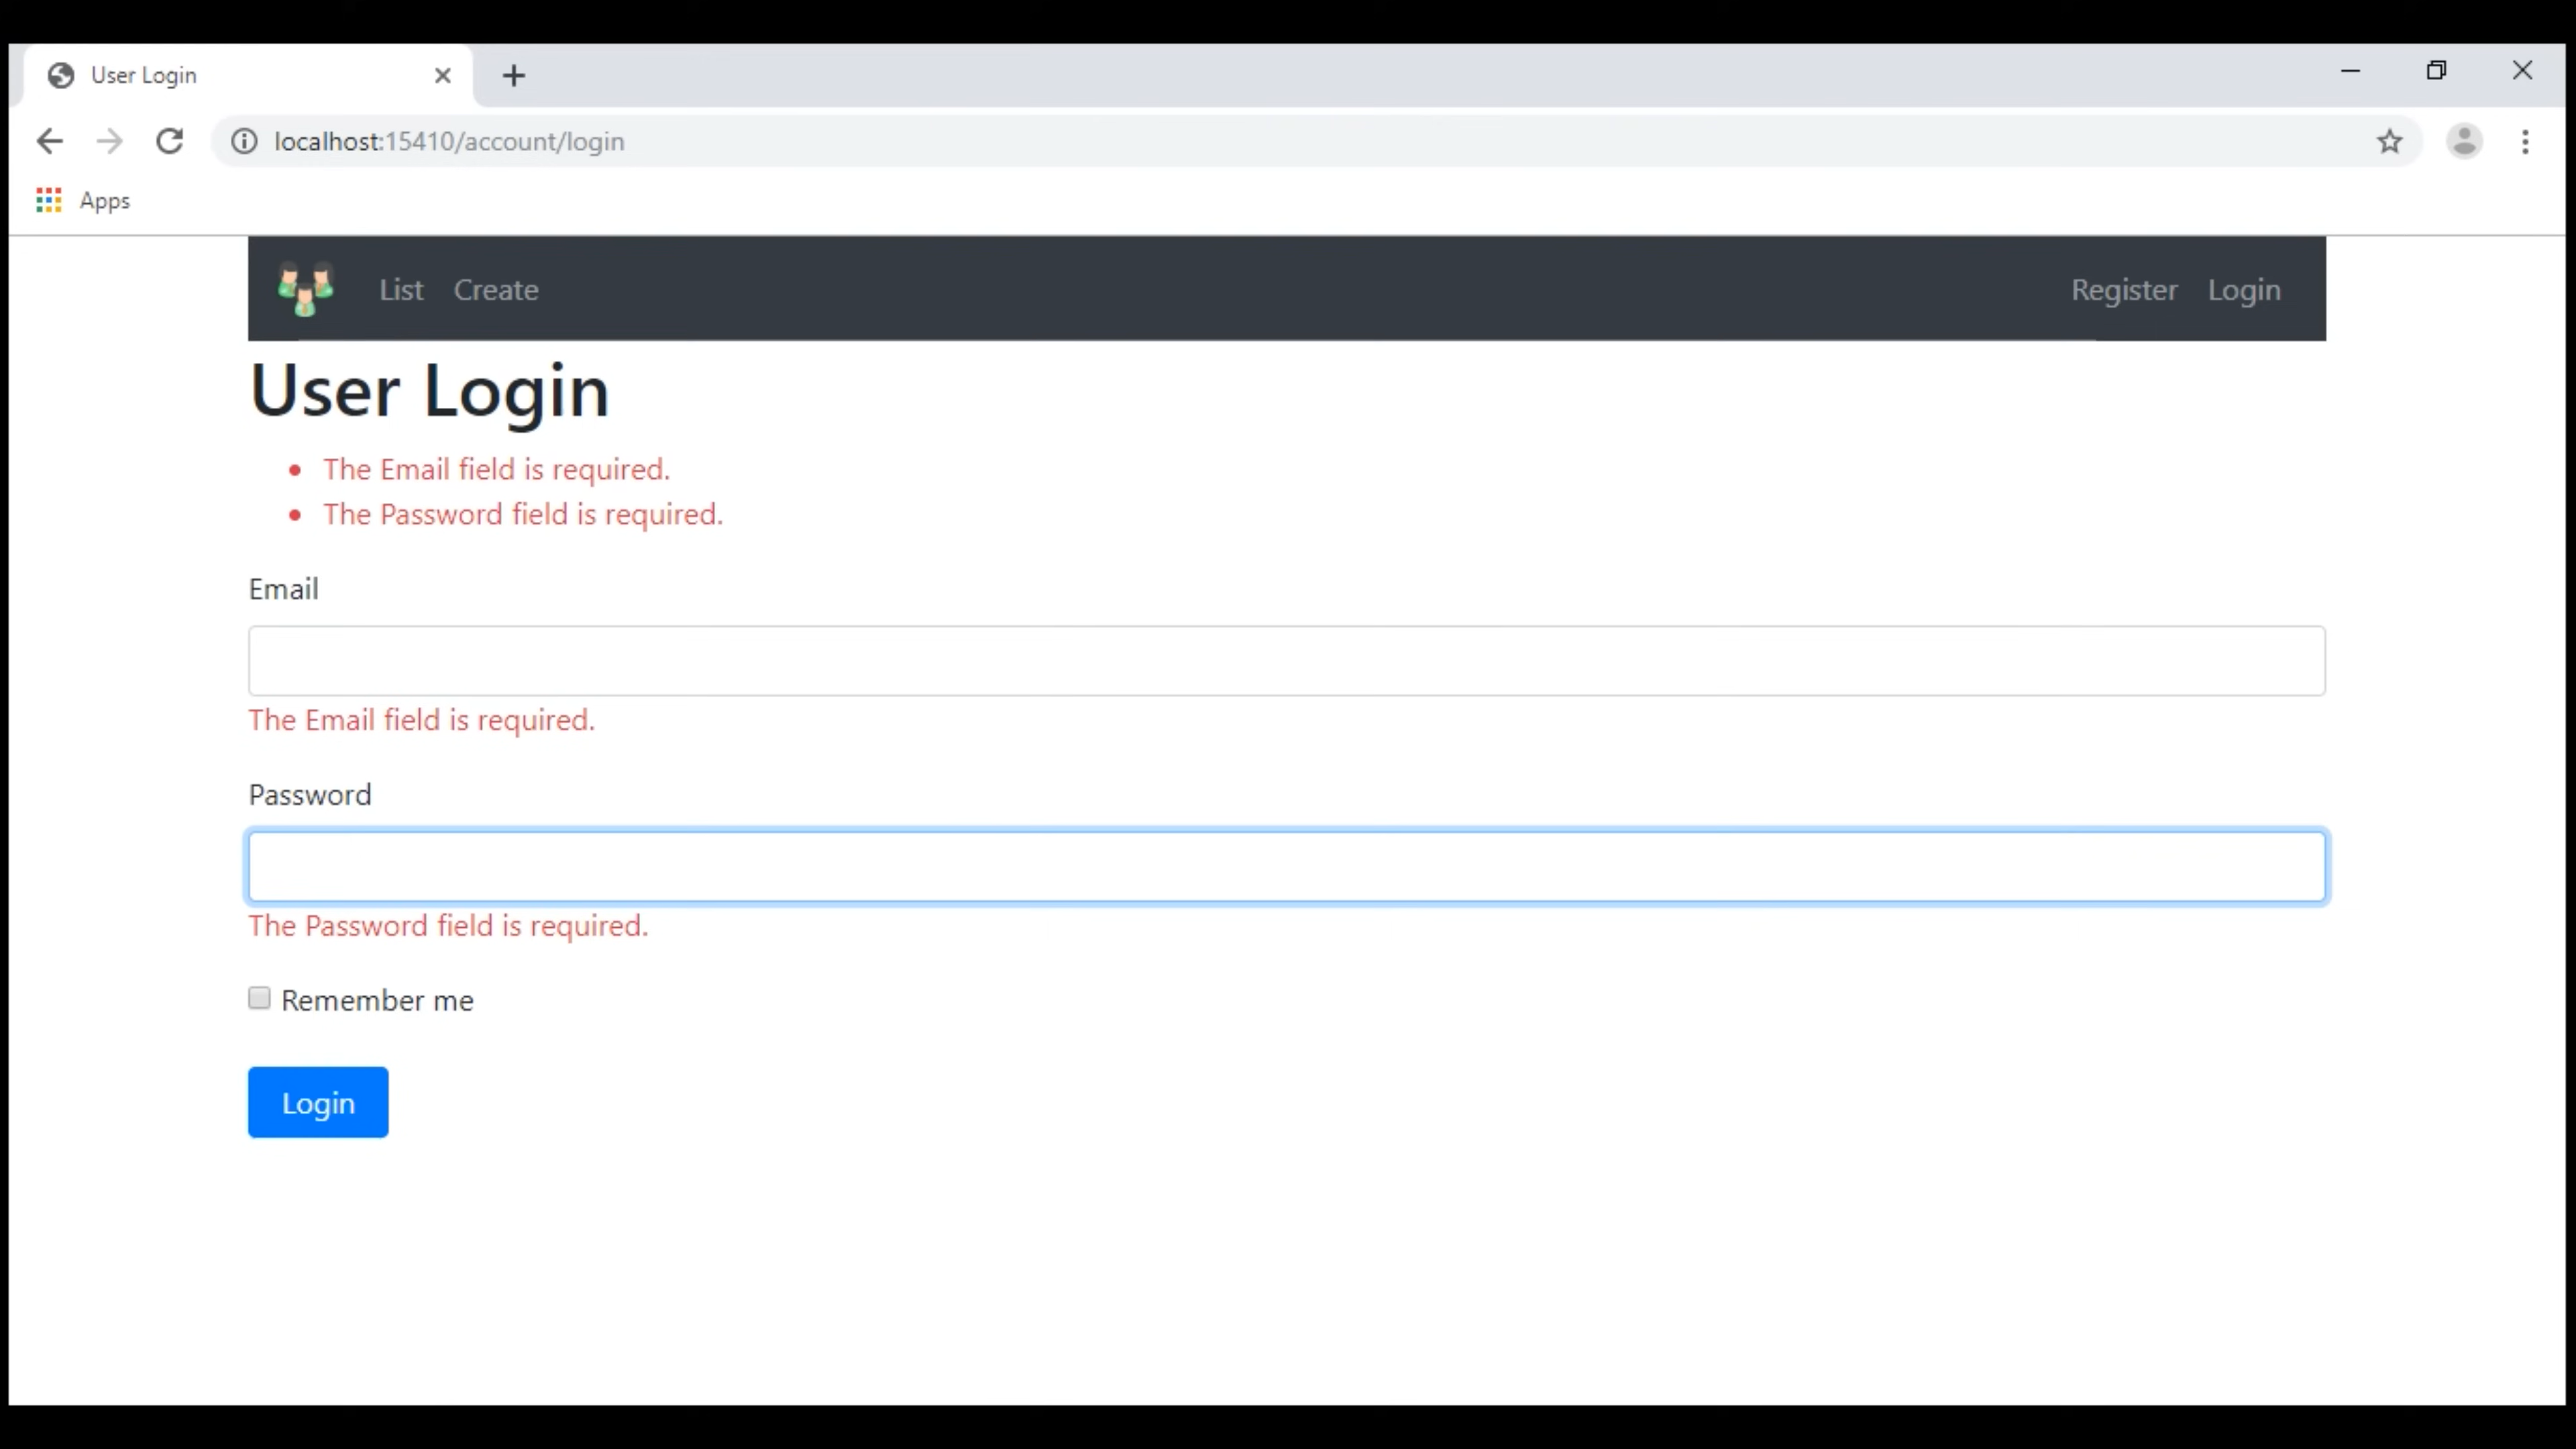 User Login
localhost:15410/account/login
Apps
List Create Register Login
User Login
• The Email field is required.
• The Password field is required.
Email
The Email field is required.
Password
The Password field is required.
Remember me
Login